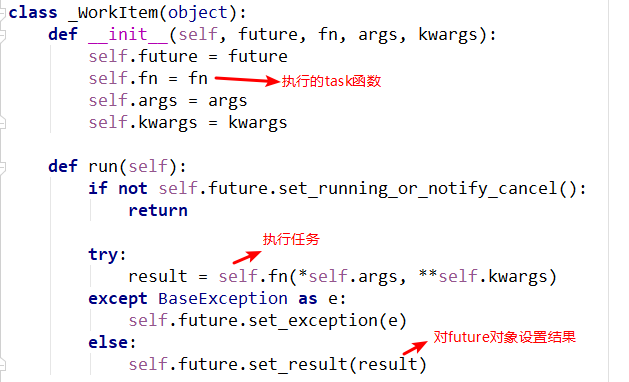 class _WorkItem(object):
    def __init__(self, future, fn, args, kwargs):
        self.future = future
        self.fn = fn 执行的task函数
        self.args = args
        self.kwargs = kwargs
    def run(self):
        if not self.future.set_running_or_notify_cancel():
            return
        try: 执行任务
            result = self.fn(*self.args, **self.kwargs)
        except BaseException as e:
            self.future.set_exception(e)
        else: 对future对象设置结果
            self.future.set_result(result)